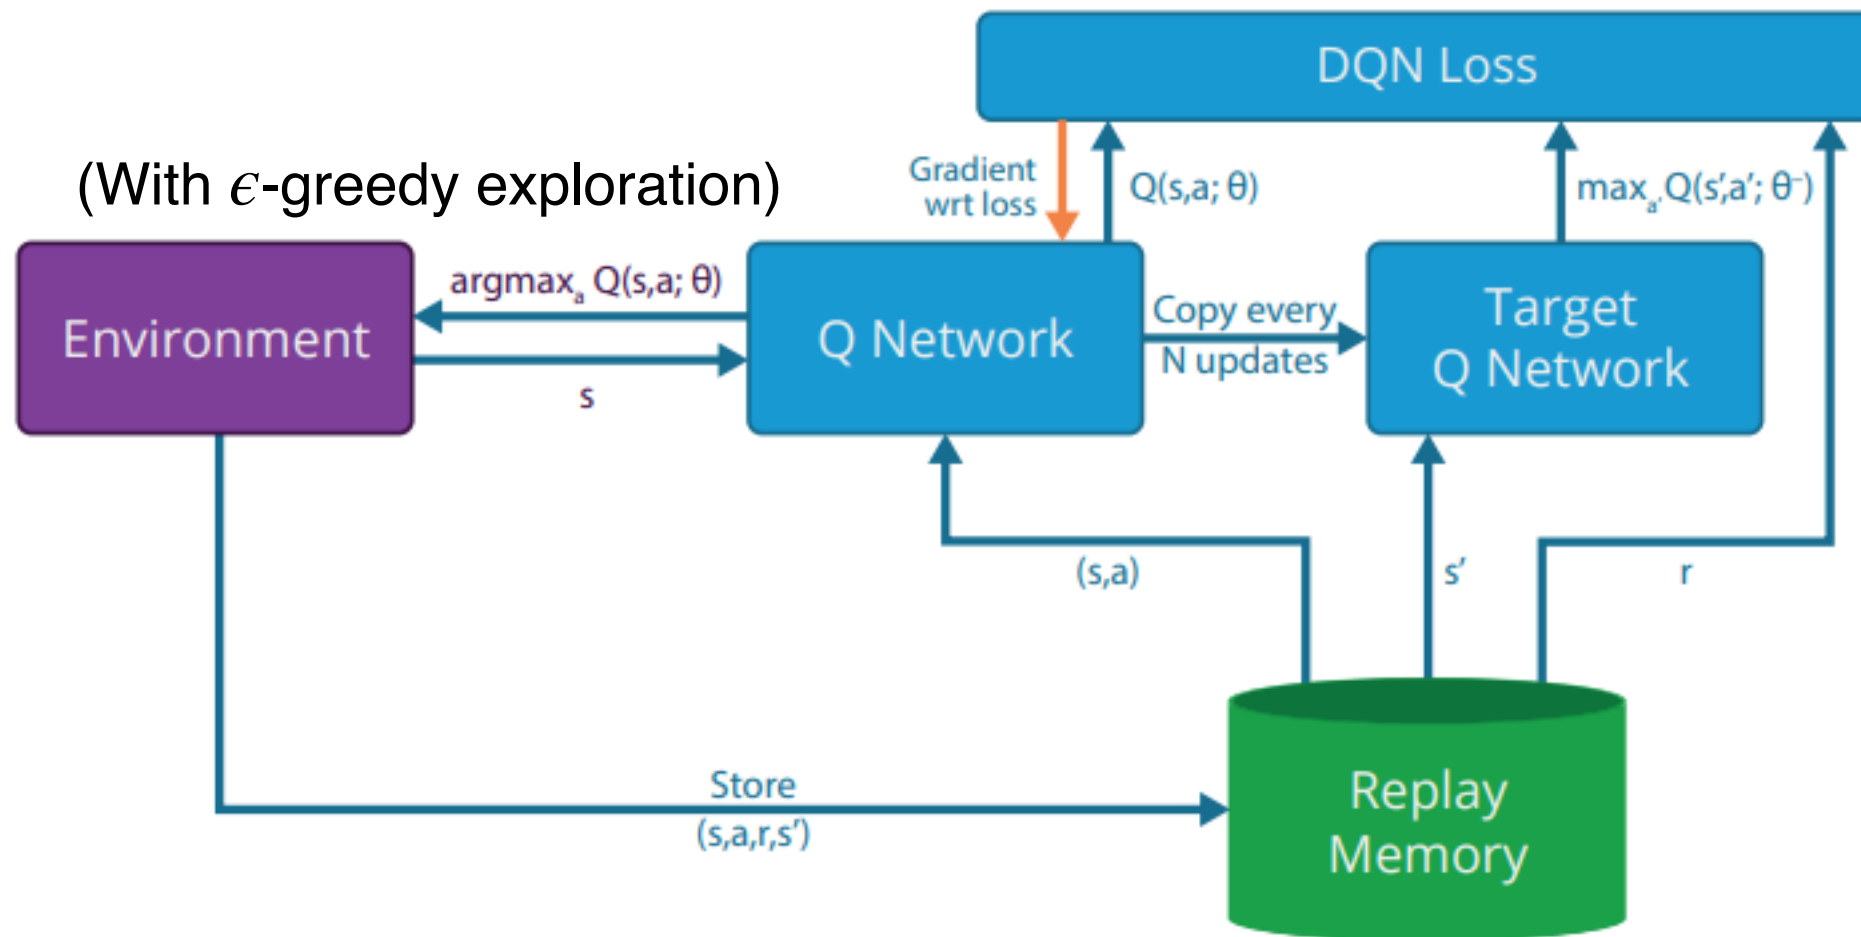 DQN Loss
(With ϵ-greedy exploration)
Gradient
wrt loss
Q(s,a; θ)
maxₐ' Q(s',a'; θ⁻)
Environment
argmaxₐ Q(s,a; θ)
s
Q Network
Copy every
N updates
Target
Q Network
(s,a)
s'
r
Store
(s,a,r,s')
Replay
Memory